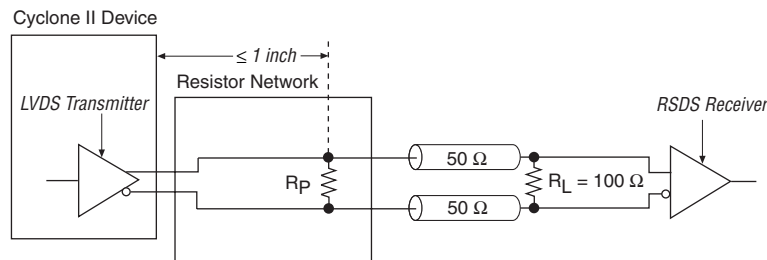 Cyclone II Device
≤ 1 inch
Resistor Network
LVDS Transmitter
RSDS Receiver
50 Ω
RP
RL = 100 Ω
50 Ω